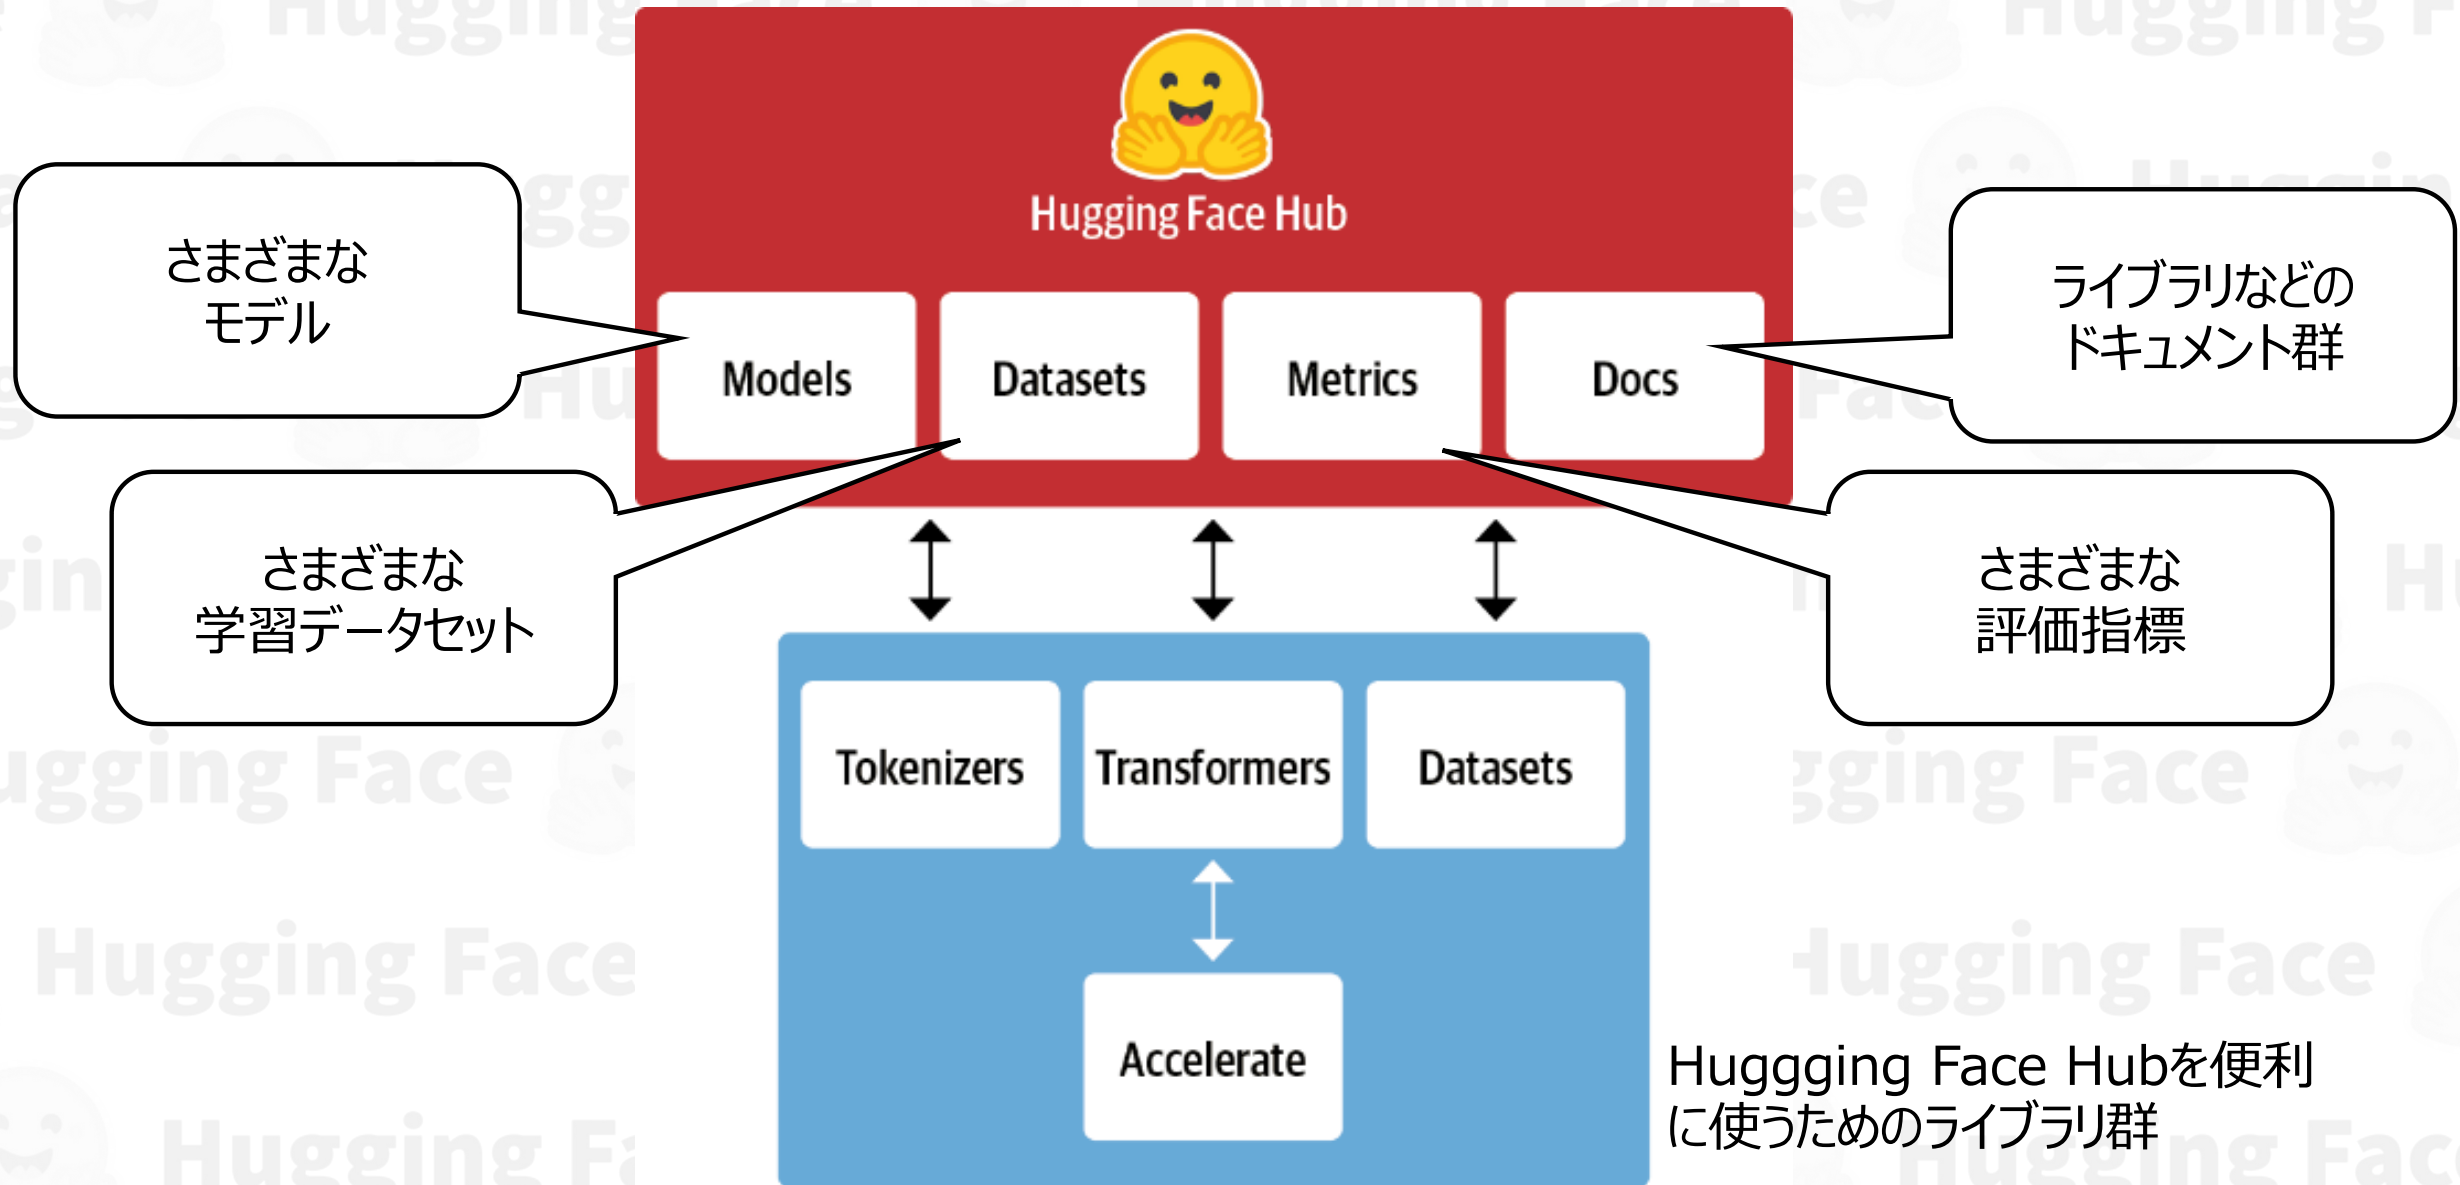 Hugging Face Hub
さまざまな
モデル
ライブラリなどの
ドキュメント群
Models
Datasets
Metrics
Docs
さまざまな
学習データセット
さまざまな
評価指標
Tokenizers
Transformers
Datasets
Accelerate
Huggging Face Hubを便利
に使うためのライブラリ群
Hugging Face
Hugging Face